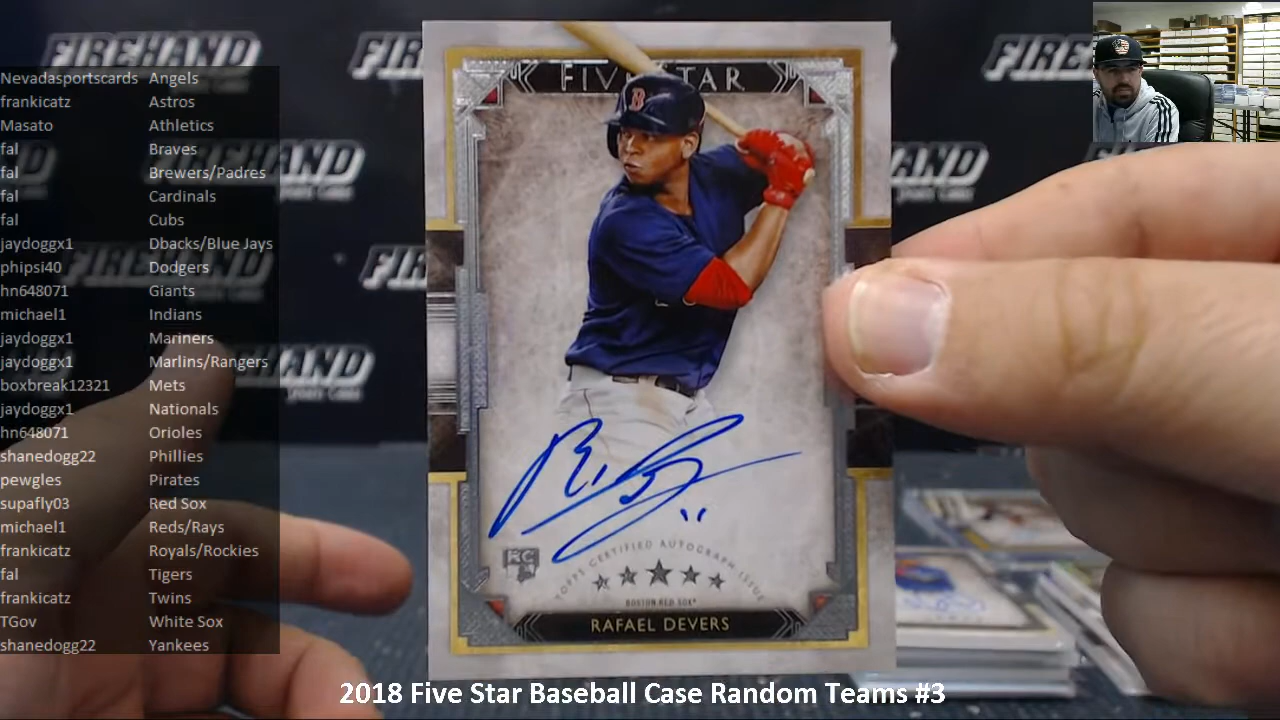 FIREHAND
FIREHAND
Nevadasportscards Angels
frankicatz Astros
Masato Athletics
fal Braves
fal Brewers/Padres
fal Cardinals
fal Cubs
jaydoggx1 Dbacks/Blue Jays
phipsi40 Dodgers
hn648071 Giants
michael1 Indians
jaydoggx1 Mariners
jaydoggx1 Marlins/Rangers
boxbreak12321 Mets
jaydoggx1 Nationals
hn648071 Orioles
shanedogg22 Phillies
pewgles Pirates
supafly03 Red Sox
michael1 Reds/Rays
frankicatz Royals/Rockies
fal Tigers
frankicatz Twins
TGov White Sox
shanedogg22 Yankees
FIVE STAR
B
RC
TOPPS CERTIFIED AUTOGRAPH ISSUE
BOSTON RED SOX
RAFAEL DEVERS
2018 Five Star Baseball Case Random Teams #3